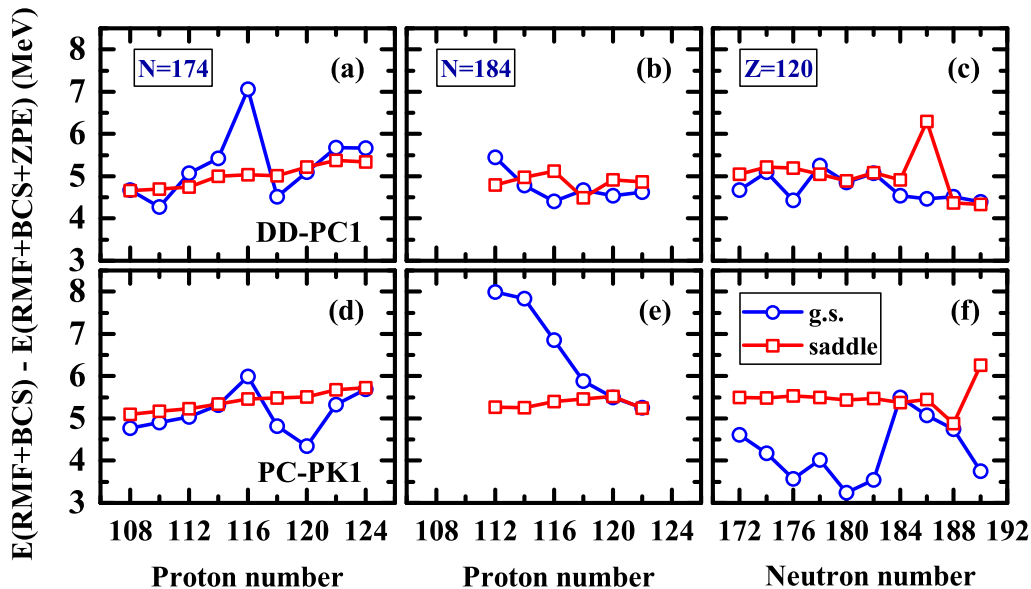 E(RMF+BCS) - E(RMF+BCS+ZPE) (MeV)
8
7
6
5
4
3
N=174
(a)
DD-PC1
N=184
(b)
Z=120
(c)
8
7
6
5
4
3
(d)
PC-PK1
(e)
g.s.
saddle
(f)
108 112 116 120 124
108 112 116 120 124
172 176 180 184 188 192
Proton number
Proton number
Neutron number